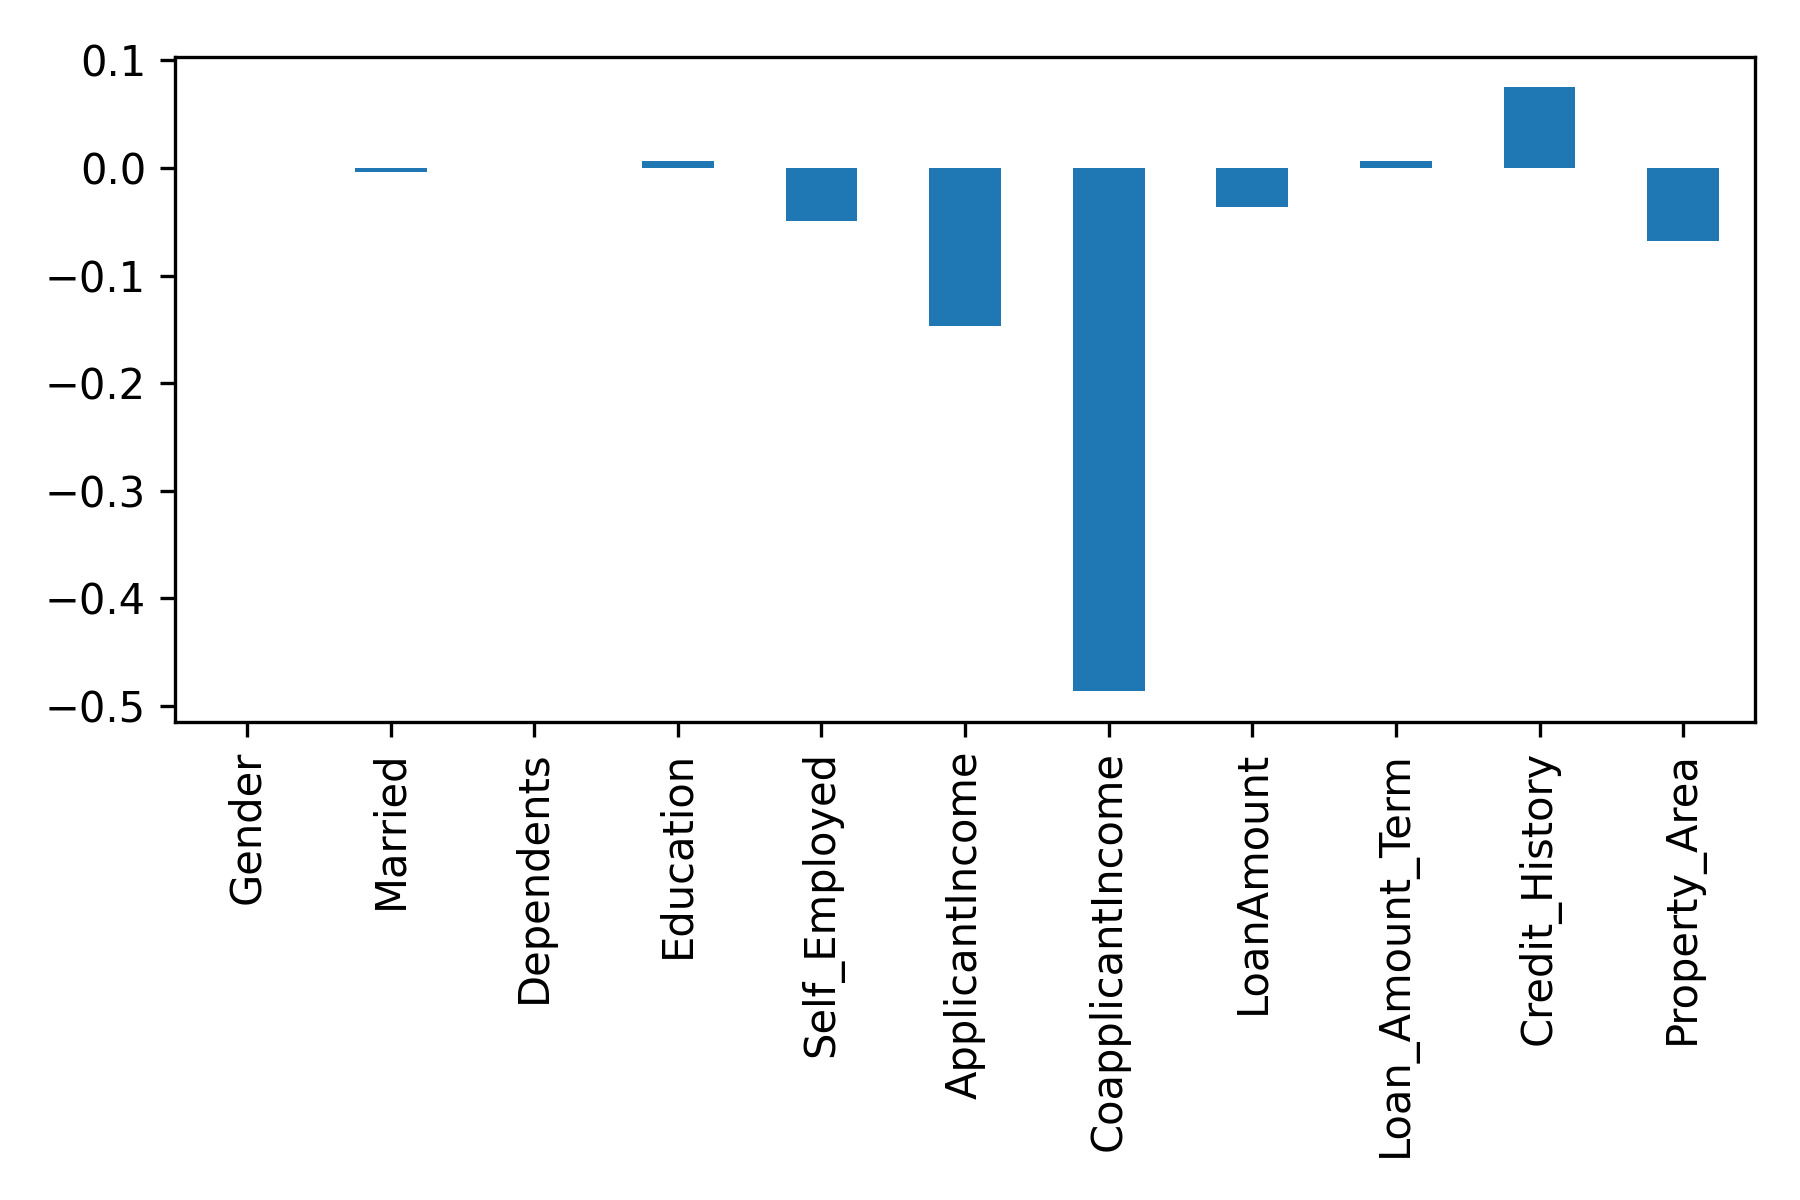 0.1
0.0
−0.1
−0.2
−0.3
−0.4
−0.5
Gender
Married
Dependents
Education
Self_Employed
ApplicantIncome
CoapplicantIncome
LoanAmount
Loan_Amount_Term
Credit_History
Property_Area